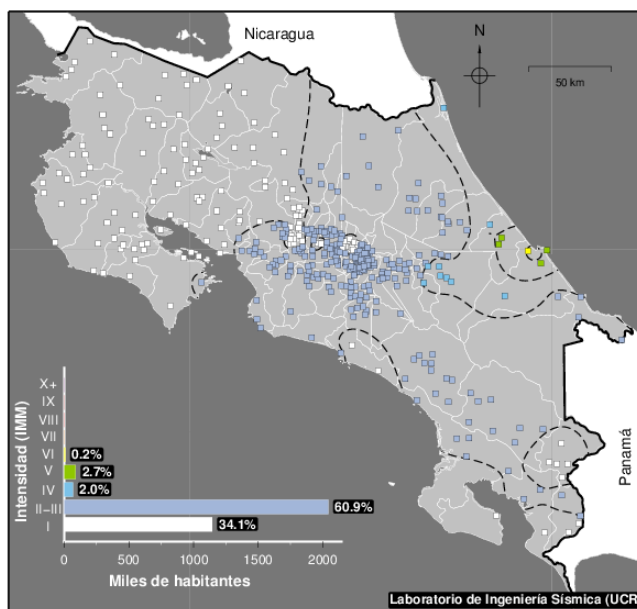 Nicaragua
N
50 km
Panamá
Intensidad (IMM)
X+
IX
VIII
VII
VI
0.2%
V
2.7%
IV
2.0%
II–III
60.9%
I
34.1%
0
500
1000
1500
2000
Miles de habitantes
Laboratorio de Ingeniería Sísmica (UCR